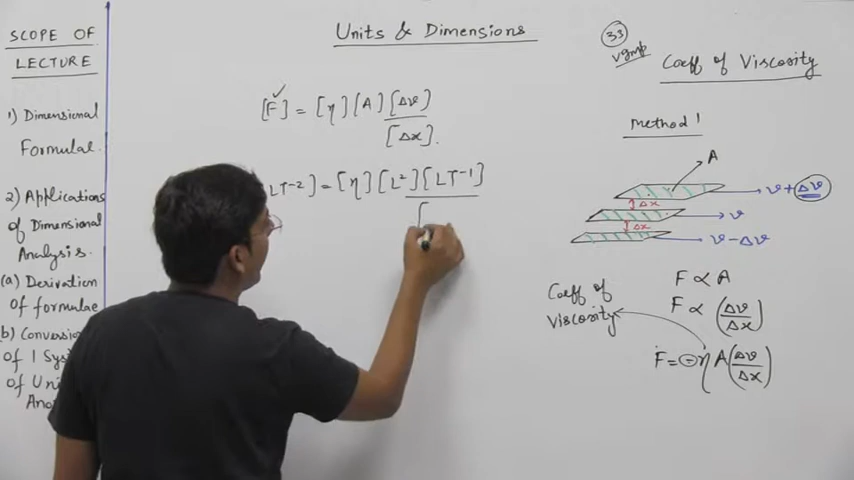 SCOPE OF
LECTURE
1) Dimensional
Formulae.
2) Applications
of Dimensional
Analysis.
(a) Derivation
of formulae
(b) Conversion
of 1 Sys
of Uni
Ana
Units & Dimensions
[F] = [η] [A] [Δv]
[Δx].
LT-2] = [η] [L2] [LT-1]
[
33
Coeff of Viscosity
Method 1
A
v+Δv
Δx
v
Δx
v-Δv
F ∝ A
F ∝ (Δv/Δx)
Coeff of
Viscosity
F = -η A (Δv/Δx)